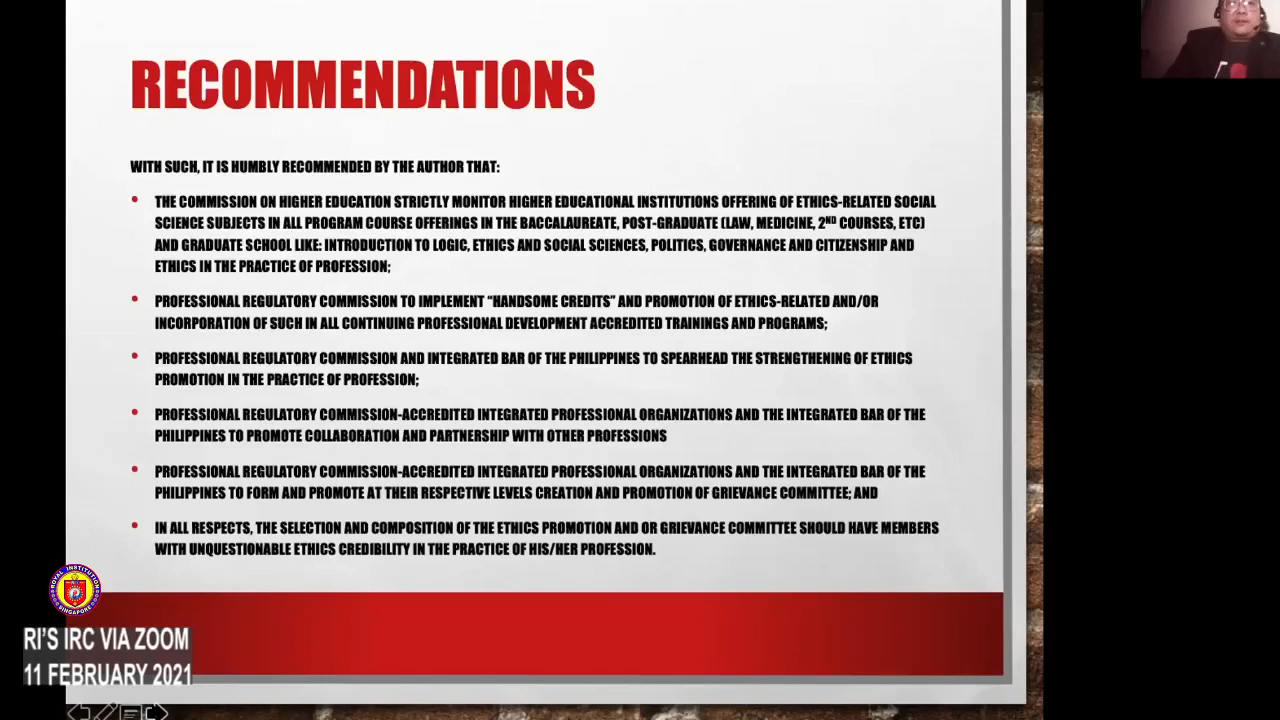 RECOMMENDATIONS
WITH SUCH, IT IS HUMBLY RECOMMENDED BY THE AUTHOR THAT:
• THE COMMISSION ON HIGHER EDUCATION STRICTLY MONITOR HIGHER EDUCATIONAL INSTITUTIONS OFFERING OF ETHICS-RELATED SOCIAL
SCIENCE SUBJECTS IN ALL PROGRAM COURSE OFFERINGS IN THE BACCALAUREATE, POST-GRADUATE (LAW, MEDICINE, 2ND COURSES, ETC)
AND GRADUATE SCHOOL LIKE: INTRODUCTION TO LOGIC, ETHICS AND SOCIAL SCIENCES, POLITICS, GOVERNANCE AND CITIZENSHIP AND
ETHICS IN THE PRACTICE OF PROFESSION;
• PROFESSIONAL REGULATORY COMMISSION TO IMPLEMENT “HANDSOME CREDITS” AND PROMOTION OF ETHICS-RELATED AND/OR
INCORPORATION OF SUCH IN ALL CONTINUING PROFESSIONAL DEVELOPMENT ACCREDITED TRAININGS AND PROGRAMS;
• PROFESSIONAL REGULATORY COMMISSION AND INTEGRATED BAR OF THE PHILIPPINES TO SPEARHEAD THE STRENGTHENING OF ETHICS
PROMOTION IN THE PRACTICE OF PROFESSION;
• PROFESSIONAL REGULATORY COMMISSION-ACCREDITED INTEGRATED PROFESSIONAL ORGANIZATIONS AND THE INTEGRATED BAR OF THE
PHILIPPINES TO PROMOTE COLLABORATION AND PARTNERSHIP WITH OTHER PROFESSIONS
• PROFESSIONAL REGULATORY COMMISSION-ACCREDITED INTEGRATED PROFESSIONAL ORGANIZATIONS AND THE INTEGRATED BAR OF THE
PHILIPPINES TO FORM AND PROMOTE AT THEIR RESPECTIVE LEVELS CREATION AND PROMOTION OF GRIEVANCE COMMITTEE; AND
• IN ALL RESPECTS, THE SELECTION AND COMPOSITION OF THE ETHICS PROMOTION AND OR GRIEVANCE COMMITTEE SHOULD HAVE MEMBERS
WITH UNQUESTIONABLE ETHICS CREDIBILITY IN THE PRACTICE OF HIS/HER PROFESSION.
ROYAL INSTITUTION
SINGAPORE
RI'S IRC VIA ZOOM
11 FEBRUARY 2021